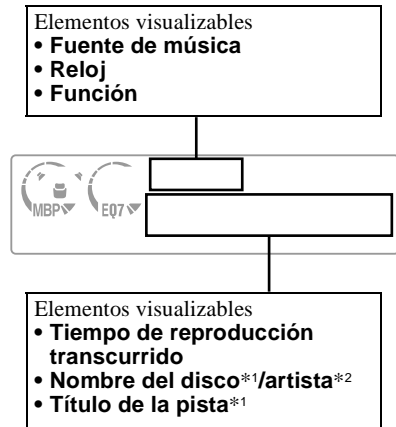 Elementos visualizables
• Fuente de música
• Reloj
• Función
MBP▼ EQ7▼
Elementos visualizables
• Tiempo de reproducción
transcurrido
• Nombre del disco*1/artista*2
• Título de la pista*1